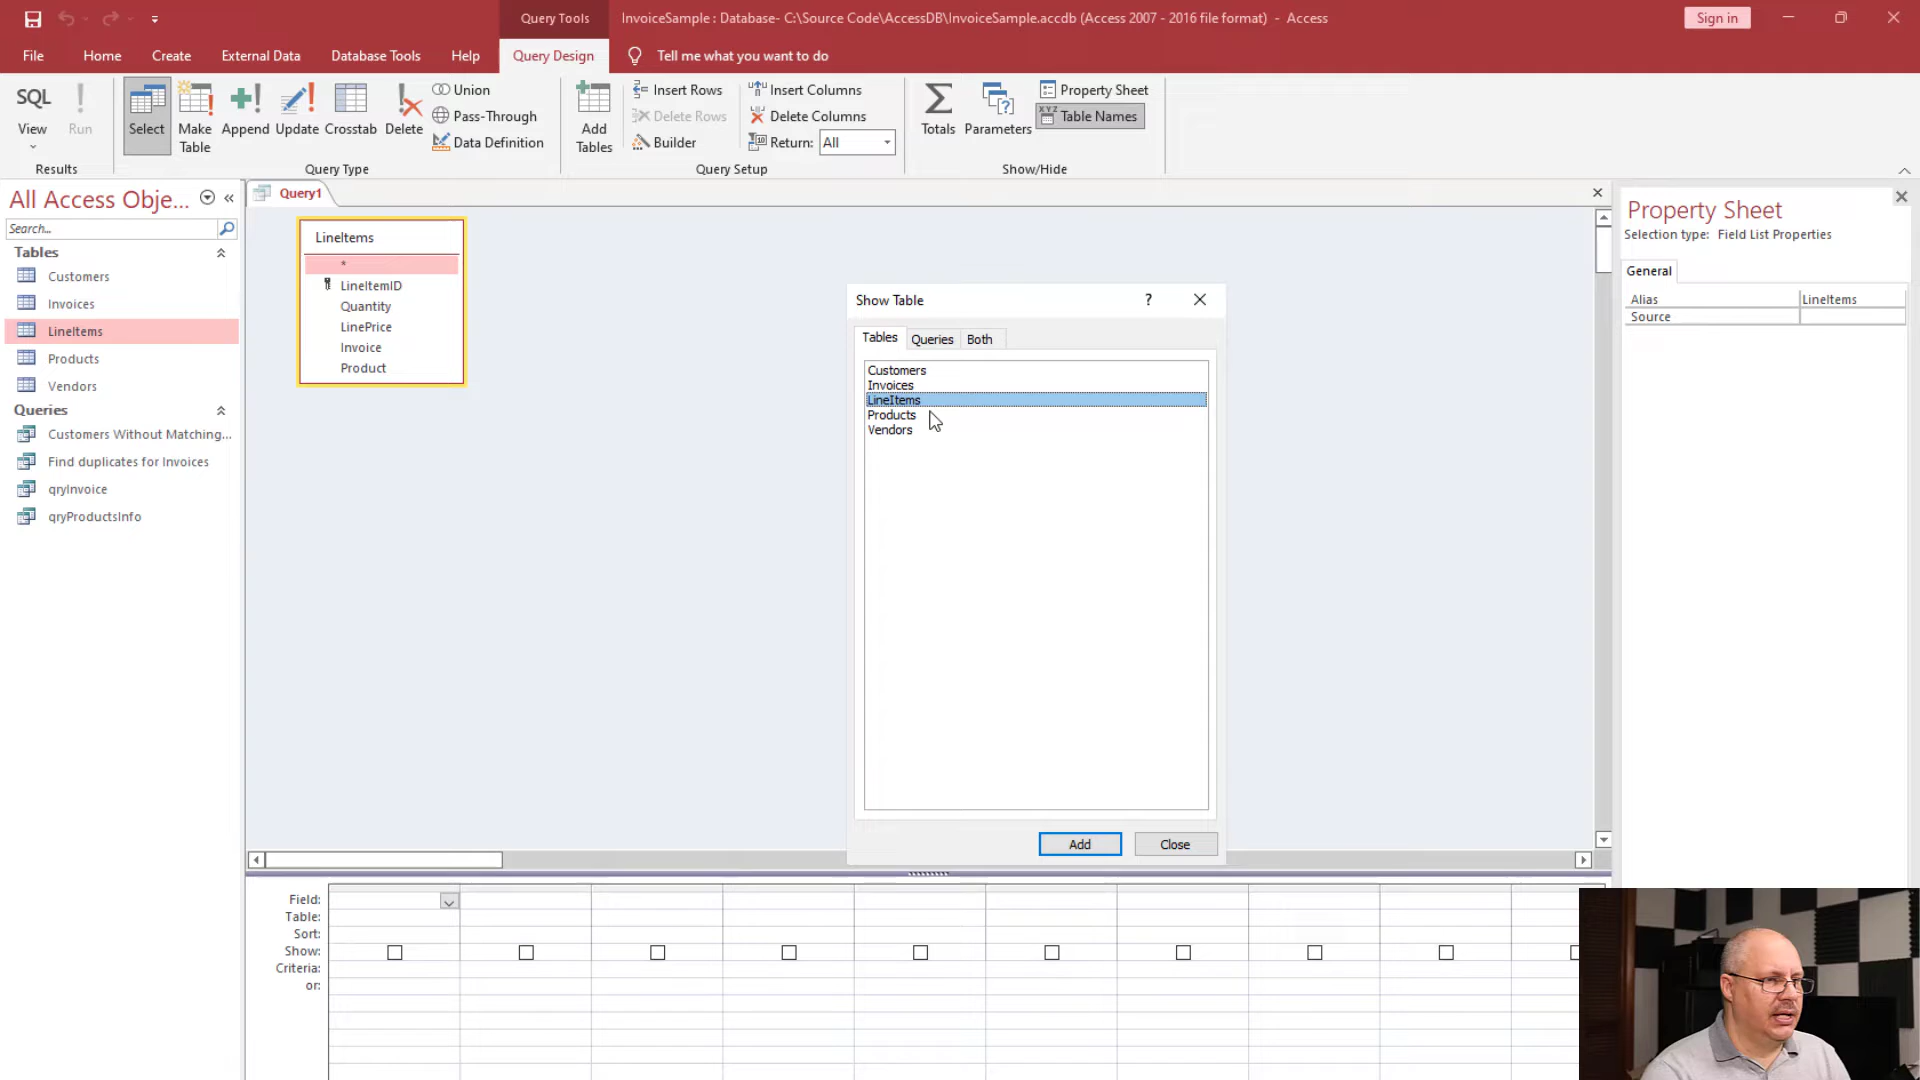 Query Tools
InvoiceSample : Database- C:\Source Code\AccessDB\InvoiceSample.accdb (Access 2007 - 2016 file format) - Access
Sign in
File Home Create External Data Database Tools Help Query Design Tell me what you want to do
SQL
View
Run
Results
Select
Make Table
Append
Update
Crosstab
Delete
Union
Pass-Through
Data Definition
Query Type
Add Tables
Insert Rows
Delete Rows
Builder
Insert Columns
Delete Columns
Return: All
Query Setup
Totals
Parameters
Property Sheet
XYZ Table Names
Show/Hide
All Access Obje...
Search...
Tables
Customers
Invoices
LineItems
Products
Vendors
Queries
Customers Without Matching...
Find duplicates for Invoices
qryInvoice
qryProductsInfo
Query1
LineItems
*
LineItemID
Quantity
LinePrice
Invoice
Product
Show Table ?
Tables Queries Both
Customers
Invoices
LineItems
Products
Vendors
Add Close
Property Sheet
Selection type: Field List Properties
General
Alias LineItems
Source
Field:
Table:
Sort:
Show:
Criteria:
or: